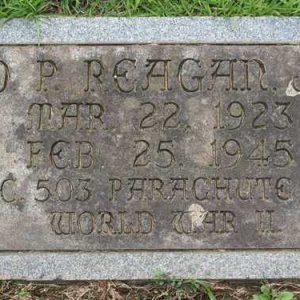 P. REAGAN, J
MAR. 22. 1923
FEB. 25. 1945
C. 503 PARACHUTE
WORLD WAR II